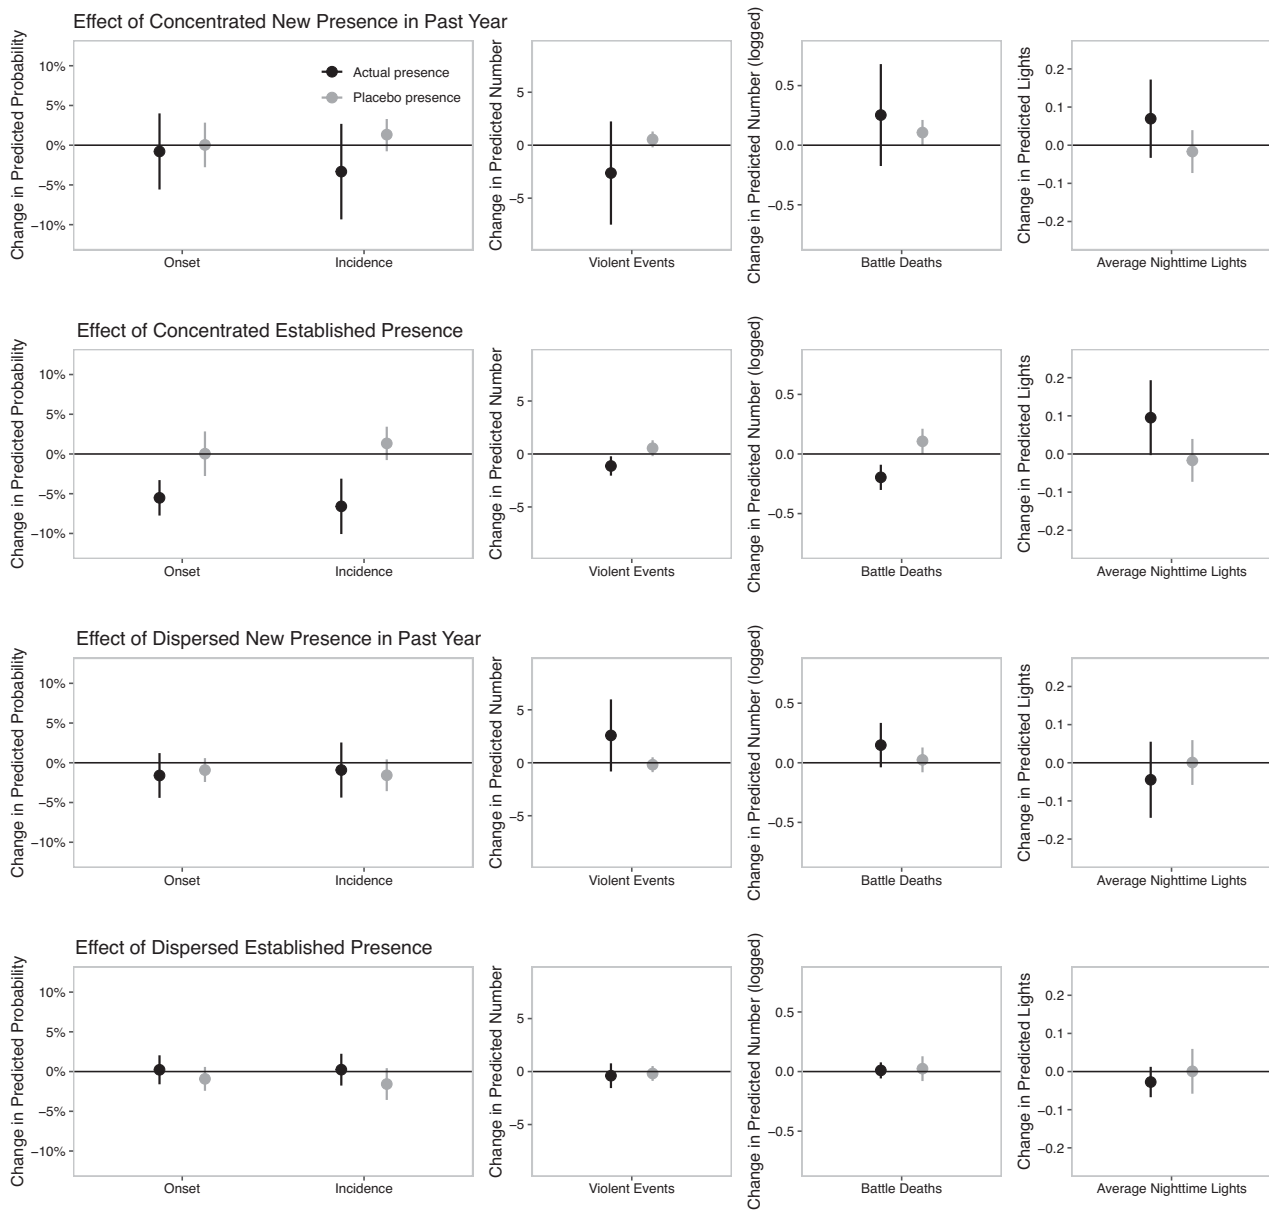 Effect of Concentrated New Presence in Past Year
Change in Predicted Probability
10%
5%
0%
−5%
−10%
Actual presence
Placebo presence
Onset
Incidence
Change in Predicted Number
5
0
−5
Violent Events
Change in Predicted Number (logged)
0.5
0.0
−0.5
Battle Deaths
Change in Predicted Lights
0.2
0.1
0.0
−0.1
−0.2
Average Nighttime Lights
Effect of Concentrated Established Presence
Change in Predicted Probability
10%
5%
0%
−5%
−10%
Onset
Incidence
Change in Predicted Number
5
0
−5
Violent Events
Change in Predicted Number (logged)
0.5
0.0
−0.5
Battle Deaths
Change in Predicted Lights
0.2
0.1
0.0
−0.1
−0.2
Average Nighttime Lights
Effect of Dispersed New Presence in Past Year
Change in Predicted Probability
10%
5%
0%
−5%
−10%
Onset
Incidence
Change in Predicted Number
5
0
−5
Violent Events
Change in Predicted Number (logged)
0.5
0.0
−0.5
Battle Deaths
Change in Predicted Lights
0.2
0.1
0.0
−0.1
−0.2
Average Nighttime Lights
Effect of Dispersed Established Presence
Change in Predicted Probability
10%
5%
0%
−5%
−10%
Onset
Incidence
Change in Predicted Number
5
0
−5
Violent Events
Change in Predicted Number (logged)
0.5
0.0
−0.5
Battle Deaths
Change in Predicted Lights
0.2
0.1
0.0
−0.1
−0.2
Average Nighttime Lights